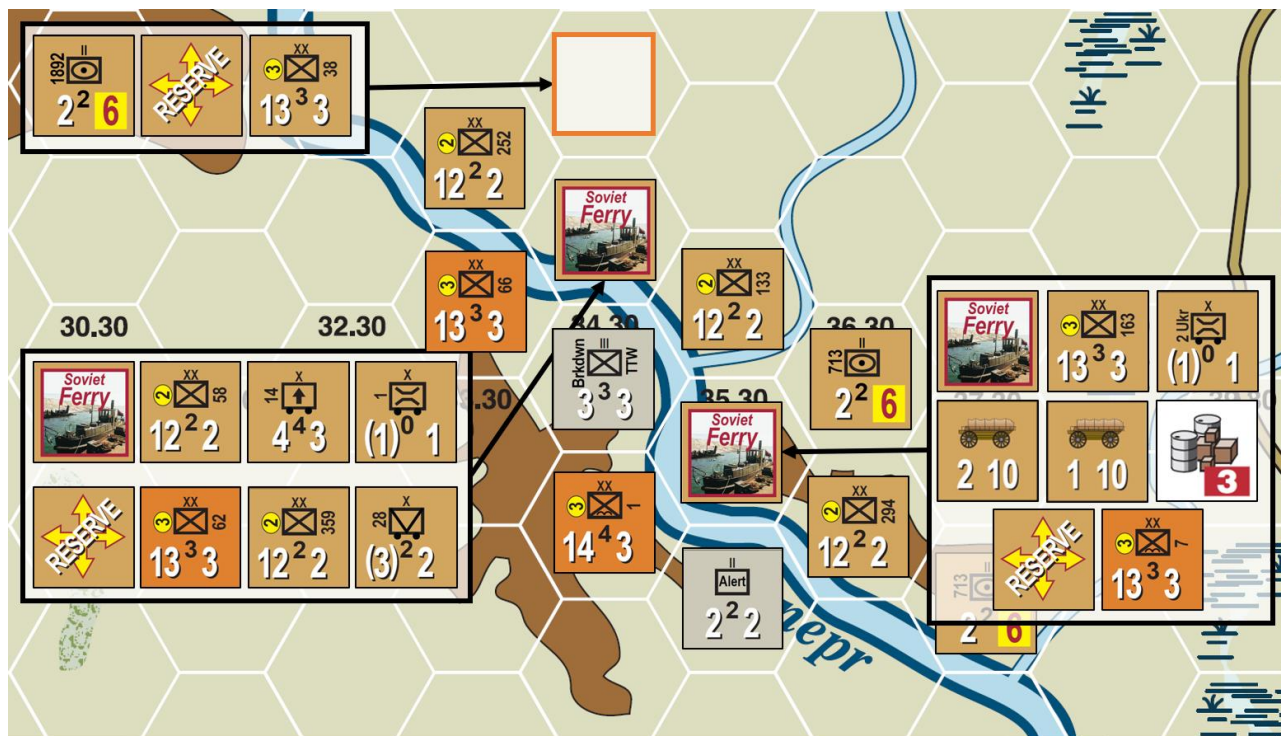 1892
II
2 2 6
RESERVE
XX
3
38
13 3 3
XX
2
252
12 2 2
Soviet
Ferry
XX
3
66
13 3 3
XX
2
133
12 2 2
30.30
32.30
34.30
36.30
Soviet
Ferry
XX
2
58
12 2 2
X
14
4 4 3
X
1
(1) 0 1
RESERVE
XX
3
62
13 3 3
XX
2
359
12 2 2
X
28
(3) 2 2
3.30
Brkdwn
III
TTW
3 3 3
713
II
2 2 6
35.30
Soviet
Ferry
XX
3
1
14 4 3
XX
2
294
12 2 2
II
Alert
2 2 2
nepr
Soviet
Ferry
XX
3
163
13 3 3
X
2 Ukr
(1) 0 1
2 10
1 10
3
RESERVE
XX
3
7
13 3 3
713
II
2 2 6